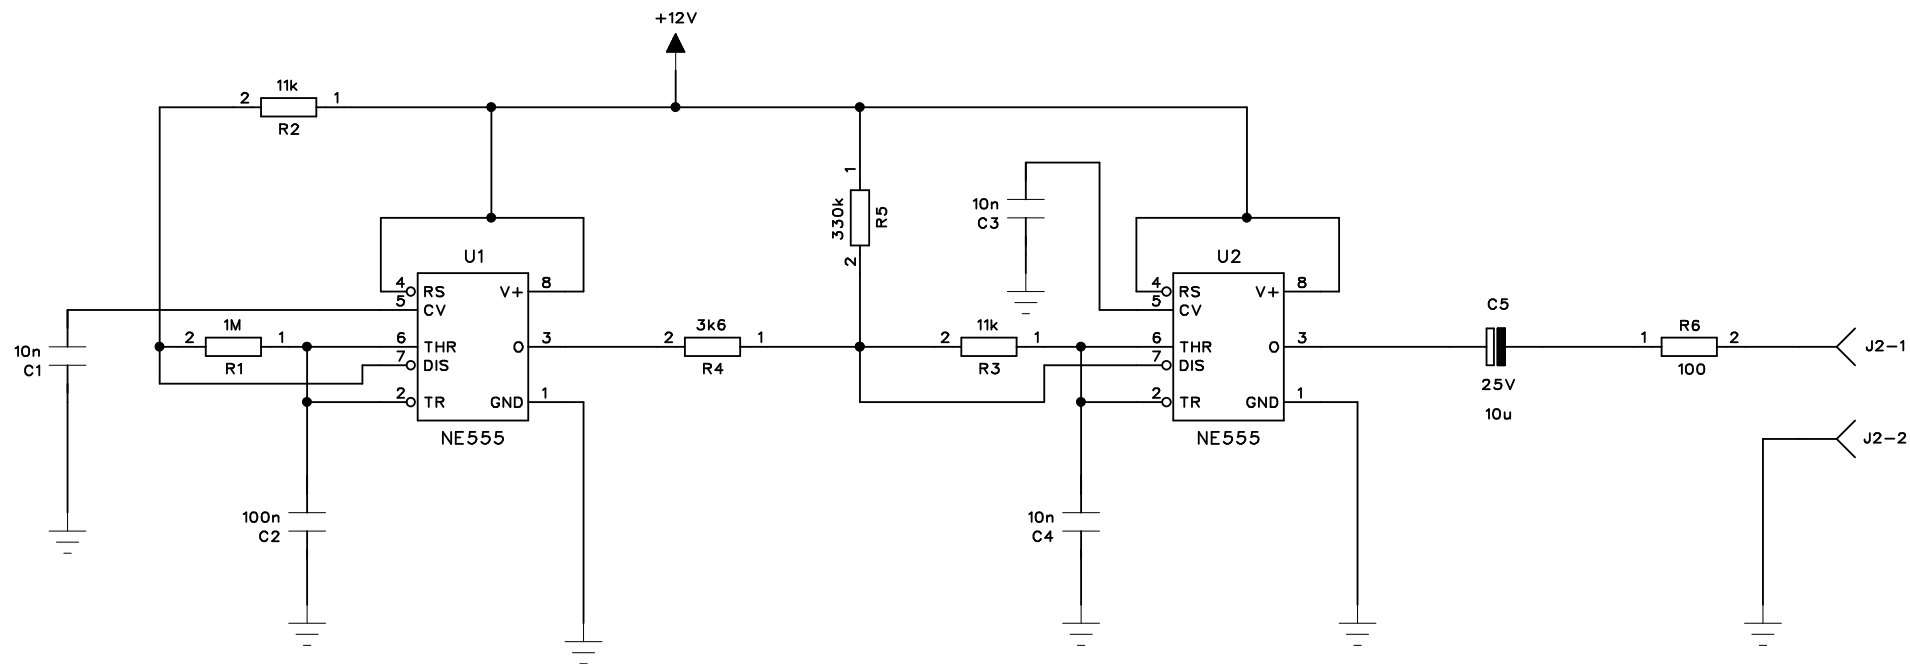 +12V
11k
2 1
R2
1
330k
R5
2
10n
C3
U1
4 RS
5 CV
6 THR
7 DIS
2 TR
V+ 8
O 3
GND 1
NE555
10n
C1
1M
2 1
R1
100n
C2
3k6
2 1
R4
11k
2 1
R3
10n
C4
U2
4 RS
5 CV
6 THR
7 DIS
2 TR
V+ 8
O 3
GND 1
NE555
C5
25V
10u
R6
1 2
100
J2-1
J2-2